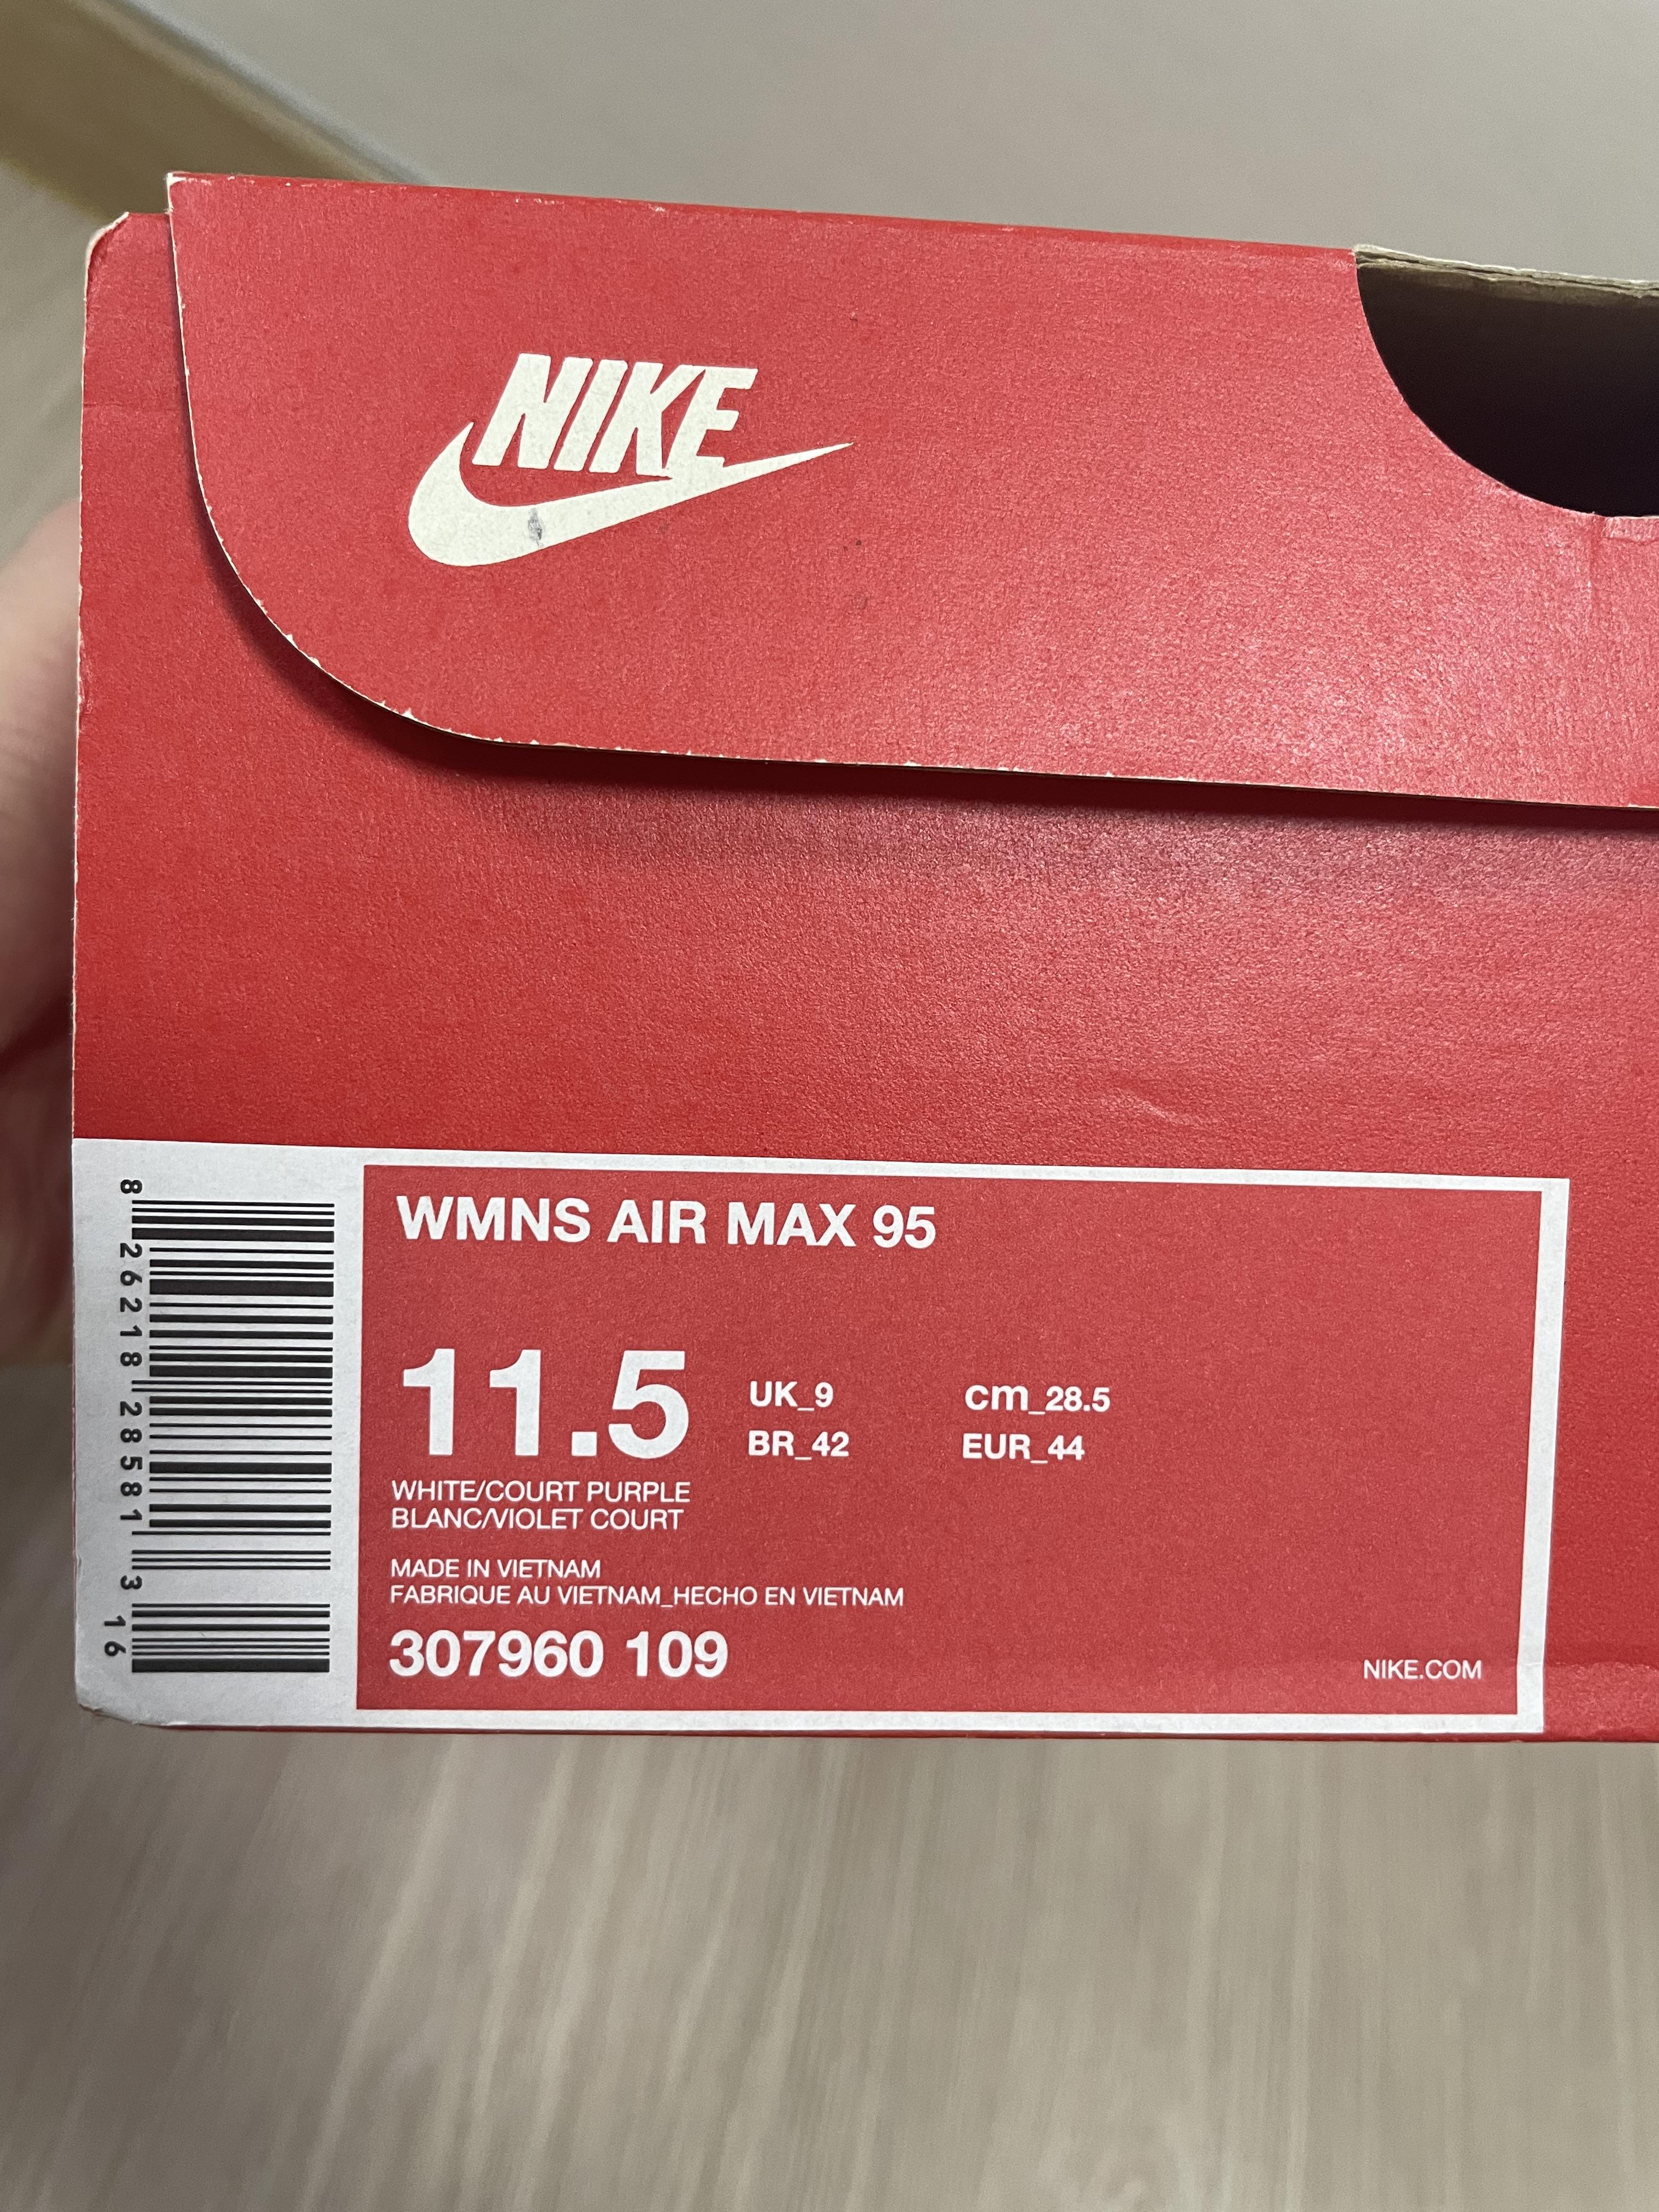 NIKE
WMNS AIR MAX 95
11.5
UK_9 cm_28.5
BR_42 EUR_44
WHITE/COURT PURPLE
BLANC/VIOLET COURT
MADE IN VIETNAM
FABRIQUE AU VIETNAM_HECHO EN VIETNAM
307960 109
NIKE.COM
8 26218 28581 3 16